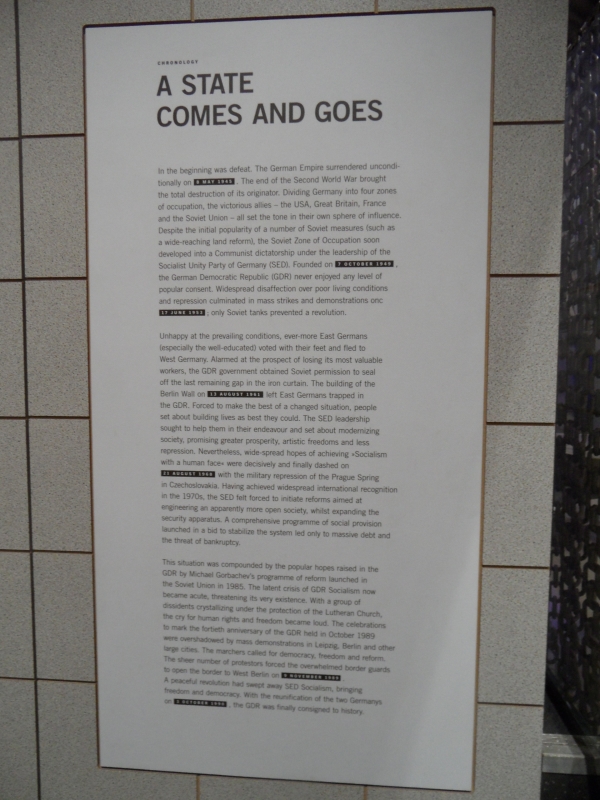 CHRONOLOGY
A STATE
COMES AND GOES
In the beginning was defeat. The German Empire surrendered uncondi-
tionally on 8 MAY 1945 . The end of the Second World War brought
the total destruction of its originator. Dividing Germany into four zones
of occupation, the victorious allies – the USA, Great Britain, France
and the Soviet Union – all set the tone in their own sphere of influence.
Despite the initial popularity of a number of Soviet measures (such as
a wide-reaching land reform), the Soviet Zone of Occupation soon
developed into a Communist dictatorship under the leadership of the
Socialist Unity Party of Germany (SED). Founded on 7 OCTOBER 1949 ,
the German Democratic Republic (GDR) never enjoyed any level of
popular consent. Widespread disaffection over poor living conditions
and repression culminated in mass strikes and demonstrations onc
17 JUNE 1953 , only Soviet tanks prevented a revolution.
Unhappy at the prevailing conditions, ever-more East Germans
(especially the well-educated) voted with their feet and fled to
West Germany. Alarmed at the prospect of losing its most valuable
workers, the GDR government obtained Soviet permission to seal
off the last remaining gap in the iron curtain. The building of the
Berlin Wall on 13 AUGUST 1961 left East Germans trapped in
the GDR. Forced to make the best of a changed situation, people
set about building lives as best they could. The SED leadership
sought to help them in their endeavour and set about modernizing
society, promising greater prosperity, artistic freedoms and less
repression. Nevertheless, wide-spread hopes of achieving »Socialism
with a human face« were decisively and finally dashed on
21 AUGUST 1968 with the military repression of the Prague Spring
in Czechoslovakia. Having achieved widespread international recognition
in the 1970s, the SED felt forced to initiate reforms aimed at
engineering an apparently more open society, whilst expanding the
security apparatus. A comprehensive programme of social provision
launched in a bid to stabilize the system led only to massive debt and
the threat of bankruptcy.
This situation was compounded by the popular hopes raised in the
GDR by Michael Gorbachev's programme of reform launched in
the Soviet Union in 1985. The latent crisis of GDR Socialism now
became acute, threatening its very existence. With a group of
dissidents crystallizing under the protection of the Lutheran Church,
the cry for human rights and freedom became loud. The celebrations
to mark the fortieth anniversary of the GDR held in October 1989
were overshadowed by mass demonstrations in Leipzig, Berlin and other
large cities. The marchers called for democracy, freedom and reform.
The sheer number of protestors forced the overwhelmed border guards
to open the border to West Berlin on 9 NOVEMBER 1989
A peaceful revolution had swept away SED Socialism, bringing
freedom and democracy. With the reunification of the two Germanys
on 3 OCTOBER 1990 , the GDR was finally consigned to history.